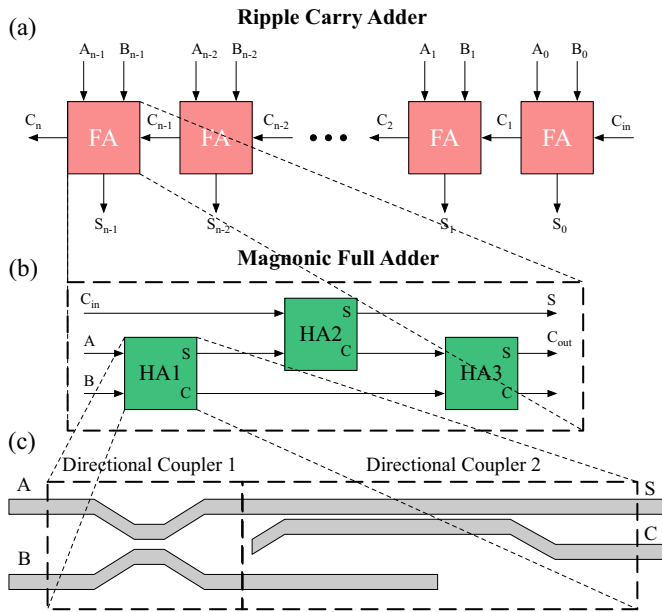 (a) Ripple Carry Adder
Aₙ₋₁ Bₙ₋₁ Aₙ₋₂ Bₙ₋₂ A₁ B₁ A₀ B₀
Cₙ FA Cₙ₋₁ FA Cₙ₋₂ ••• C₂ FA C₁ FA Cᵢₙ
Sₙ₋₁ Sₙ₋₂ S₁ S₀
(b) Magnonic Full Adder
Cᵢₙ S HA2 C S
A HA1 S HA3 S Cₒᵤₜ
B C C
(c) Directional Coupler 1 Directional Coupler 2
A S
C
B